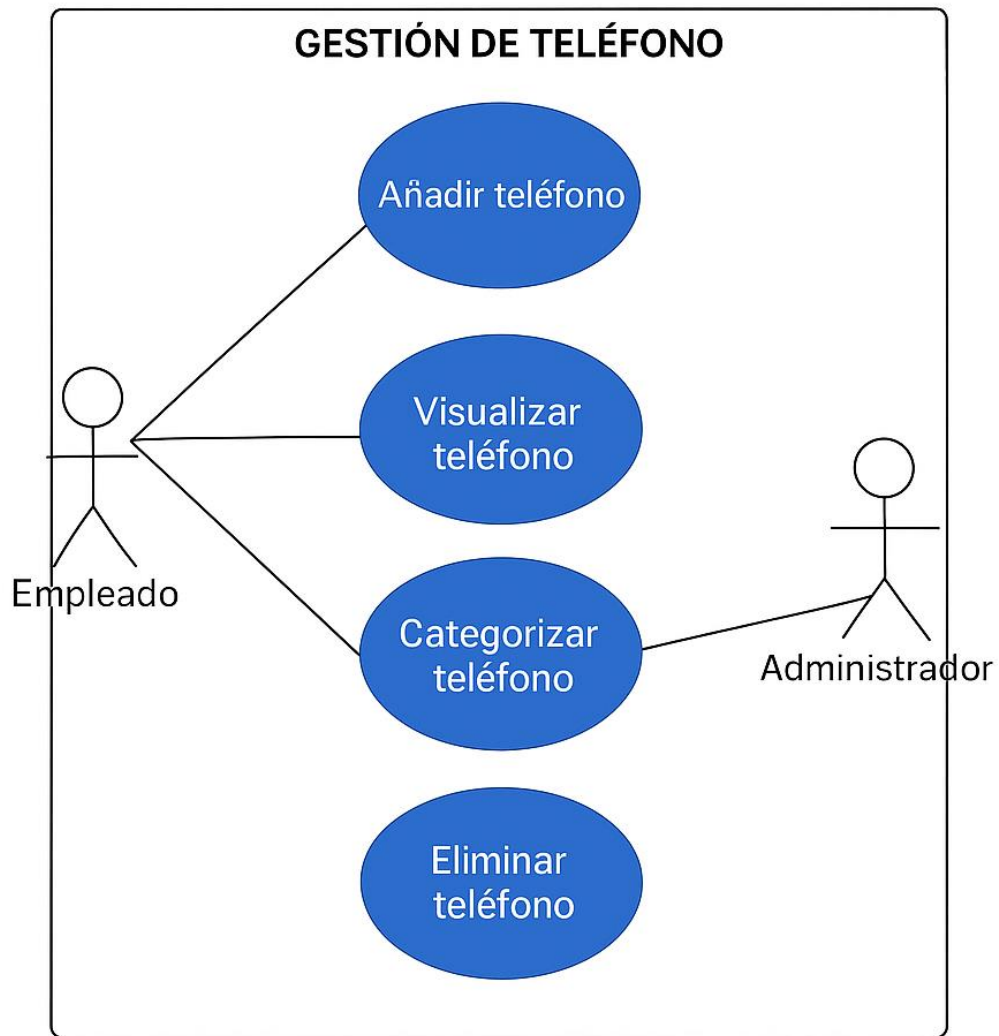 GESTIÓN DE TELÉFONO
Añadir teléfono
Visualizar
teléfono
Empleado
Categorizar
teléfono
Administrador
Eliminar
teléfono